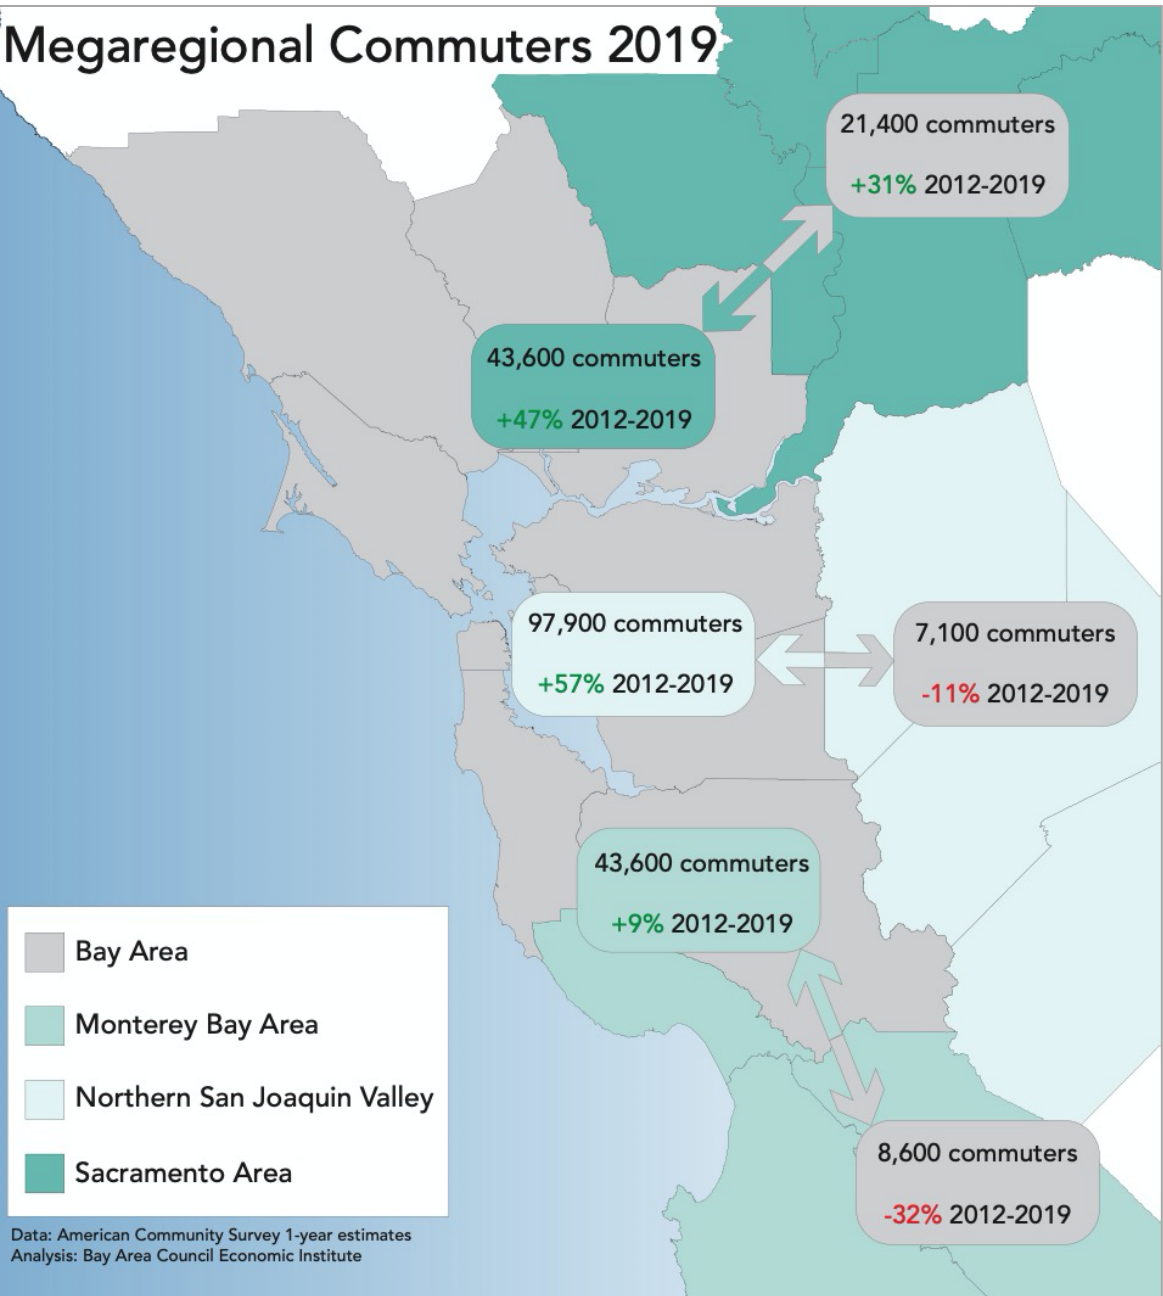 Megaregional Commuters 2019
21,400 commuters
+31% 2012-2019
43,600 commuters
+47% 2012-2019
97,900 commuters
+57% 2012-2019
7,100 commuters
-11% 2012-2019
43,600 commuters
+9% 2012-2019
8,600 commuters
-32% 2012-2019
Bay Area
Monterey Bay Area
Northern San Joaquin Valley
Sacramento Area
Data: American Community Survey 1-year estimates
Analysis: Bay Area Council Economic Institute